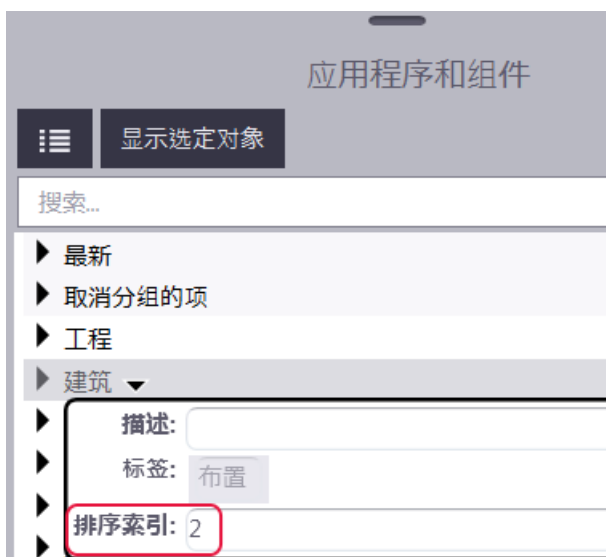 应用程序和组件
显示选定对象
搜索...
最新
取消分组的项
工程
建筑
描述:
标签: 布置
排序索引: 2